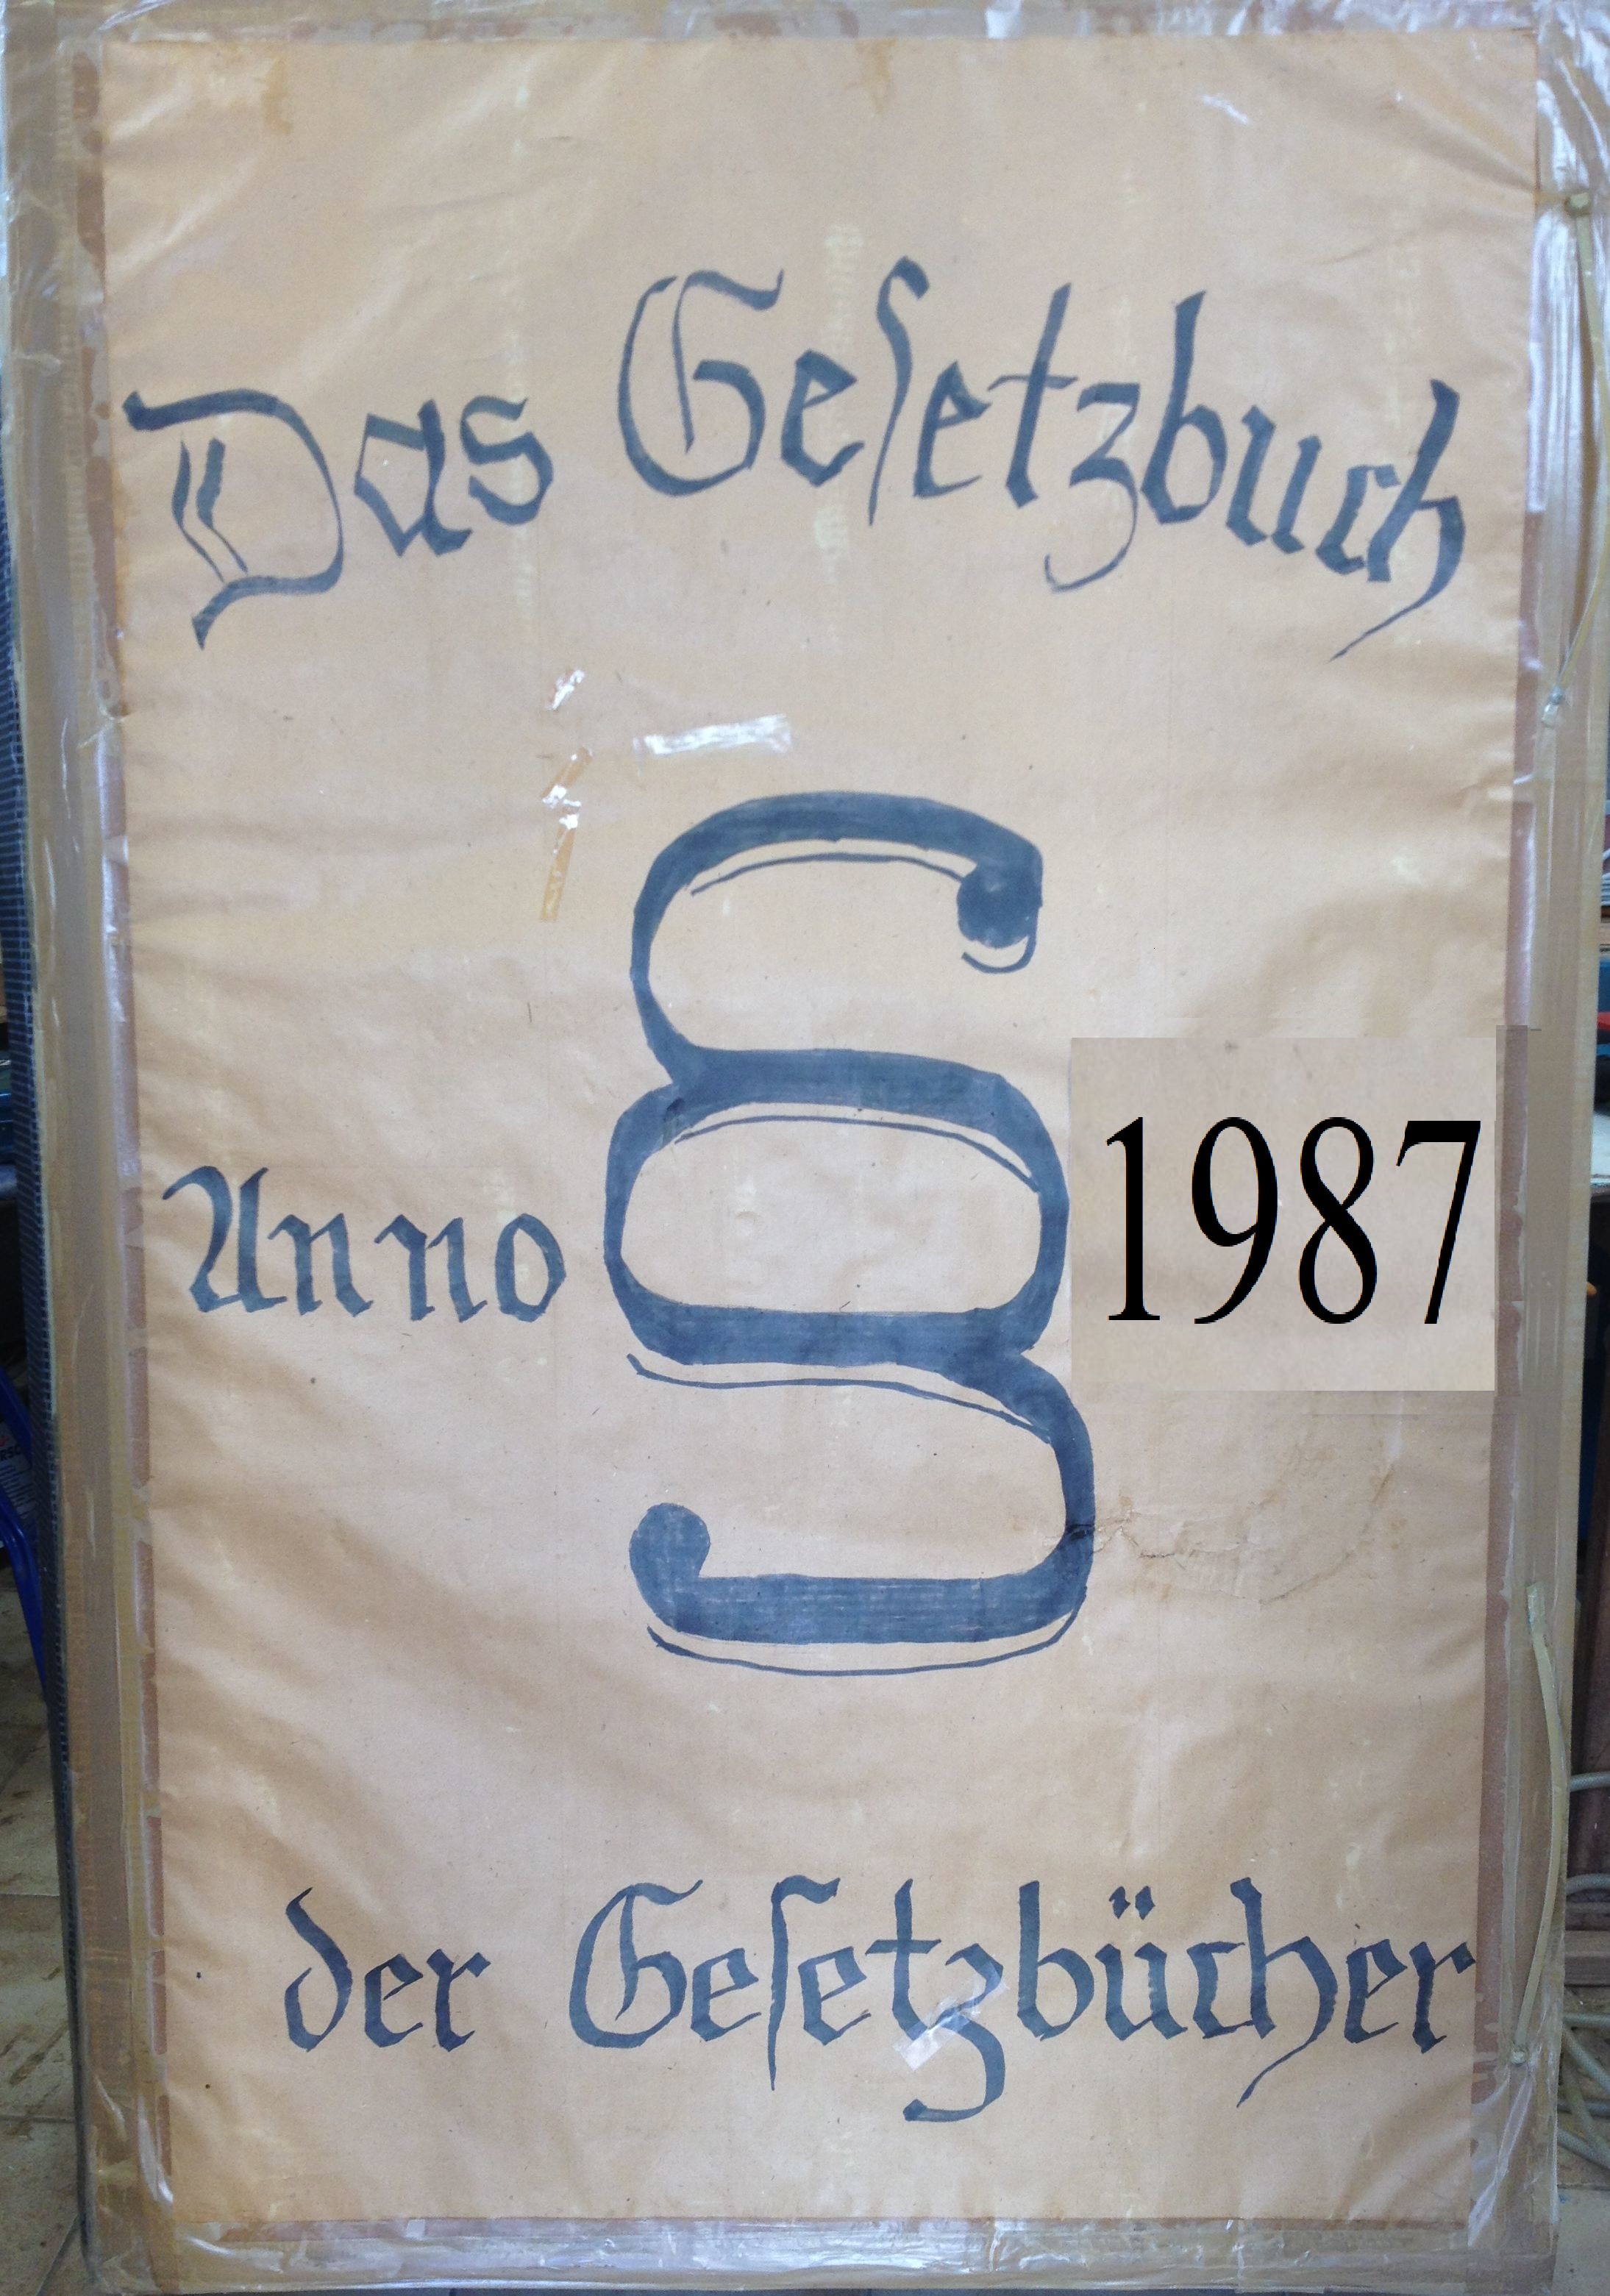 Das Geſetzbuch
Anno § 1987
der Geſetzbücher